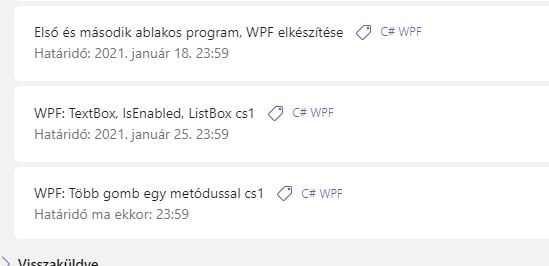 Első és második ablakos program, WPF elkészítése C# WPF
Határidő: 2021. január 18. 23:59
WPF: TextBox, IsEnabled, ListBox cs1 C# WPF
Határidő: 2021. január 25. 23:59
WPF: Több gomb egy metódussal cs1 C# WPF
Határidő ma ekkor: 23:59
Visszaküldve